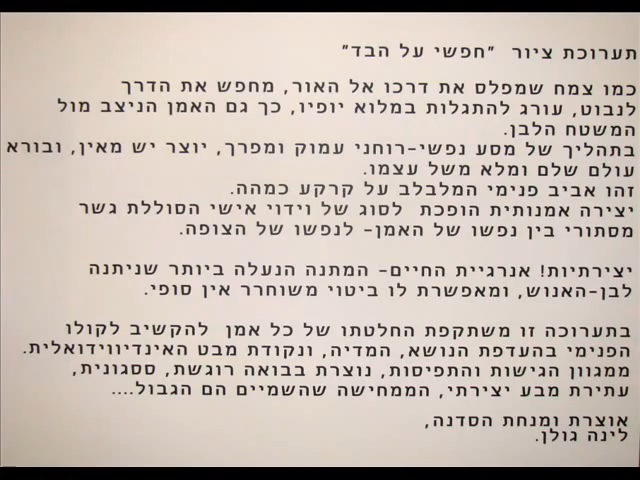 תערוכת ציור "חפשי על הבד"
כמו צמח שמפלס את דרכו אל האור, מחפש את הדרך
לנבוט, עורג להתגלות במלוא יופיו, כך גם האמן הניצב מול
המשטח הלבן.
בתהליך של מסע נפשי-רוחני עמוק ומפרך, יוצר יש מאין, ובורא
עולם שלם ומלא משל עצמו.
זהו אביב פנימי המלבלב על קרקע כמהה.
יצירה אמנותית הופכת לסוג של וידוי אישי הסוללת גשר
מסתורי בין נפשו של האמן- לנפשו של הצופה.
יצירתיות! אנרגיית החיים- המתנה הנעלה ביותר שניתנה
לבן-האנוש, ומאפשרת לו ביטוי משוחרר אין סופי.
בתערוכה זו משתקפת החלטתו של כל אמן להקשיב לקולו
הפנימי בהעדפת הנושא, המדיה, ונקודת מבט האינדיווידואלית.
ממגוון הגישות והתפיסות, נוצרת בבואה רוגשת, ססגונית,
עתירת מבע יצירתי, הממחישה שהשמיים הם הגבול....
אוצרת ומנחת הסדנה,
לינה גולן.